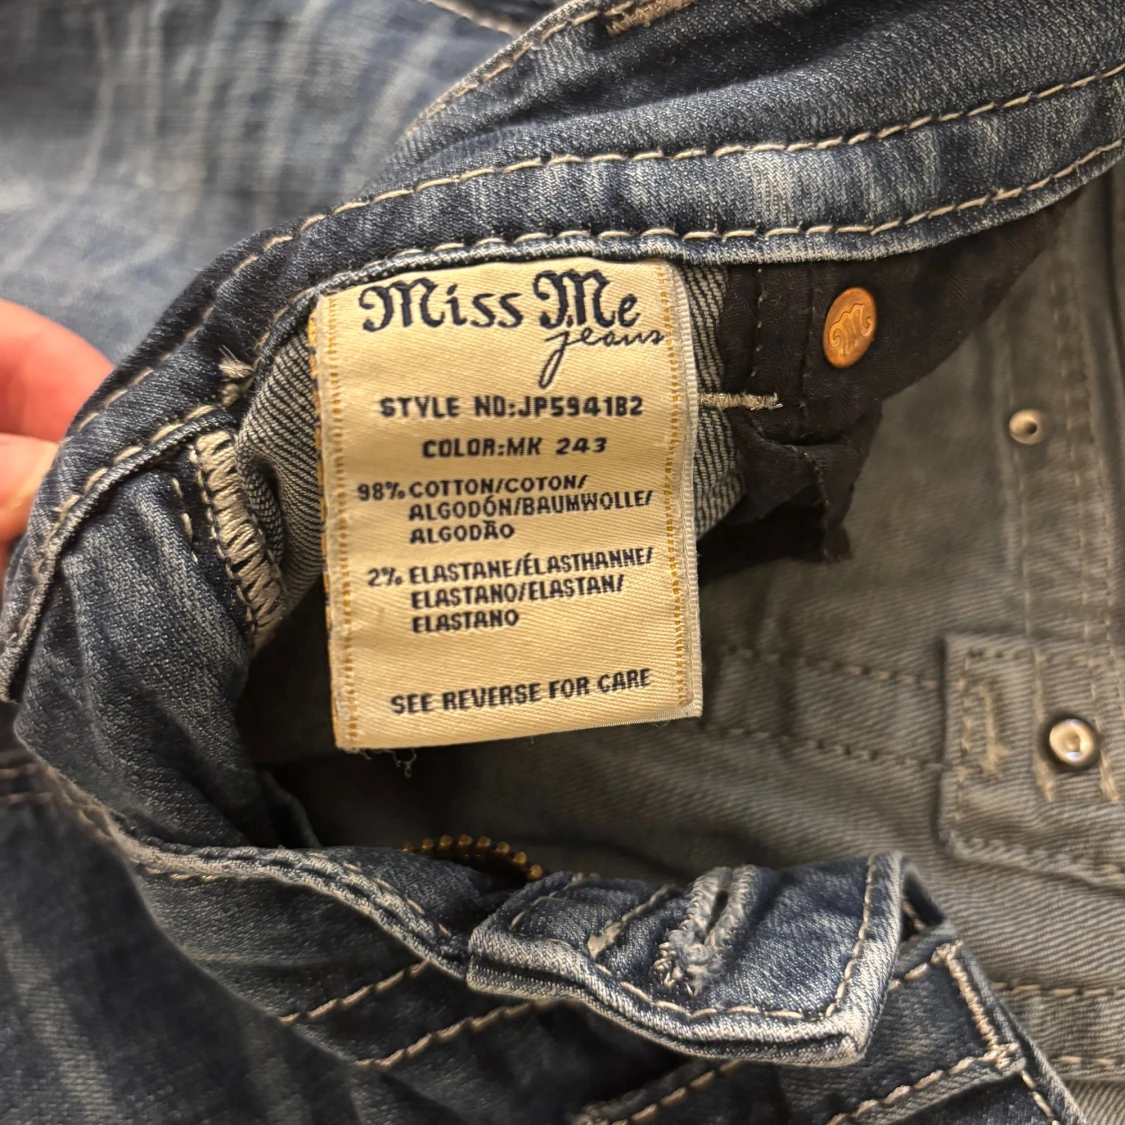 Miss Me
jeans
STYLE NO:JP5941B2
COLOR:MK 243
98% COTTON/COTON/
ALGODÓN/BAUMWOLLE/
ALGODÃO
2% ELASTANE/ÉLASTHANNE/
ELASTANO/ELASTAN/
ELASTANO
SEE REVERSE FOR CARE
M